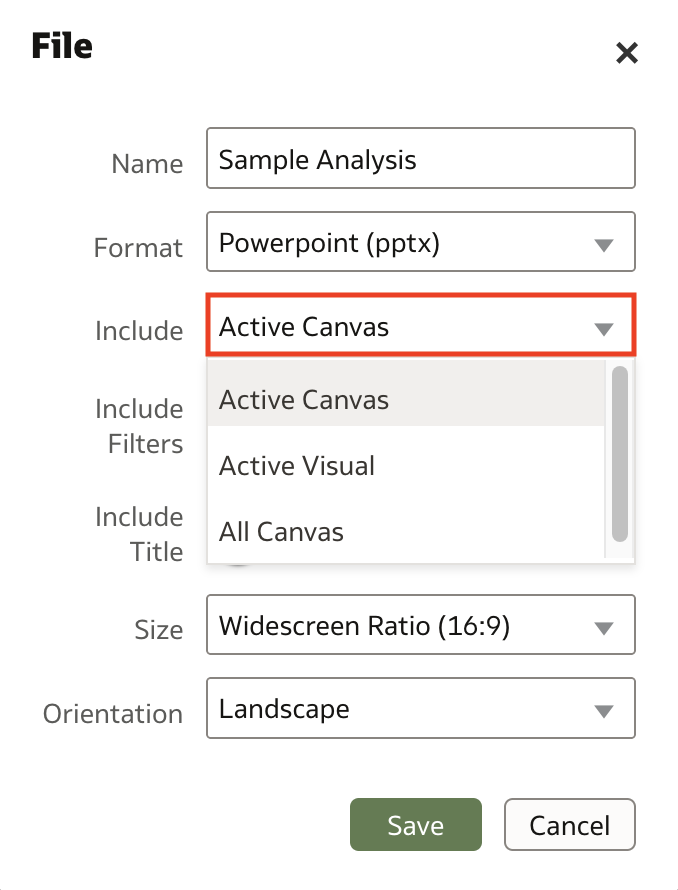 File
Name
Sample Analysis
Format
Powerpoint (pptx)
Include
Active Canvas
Active Canvas
Active Visual
All Canvas
Include
Filters
Include
Title
Size
Widescreen Ratio (16:9)
Orientation
Landscape
Save
Cancel